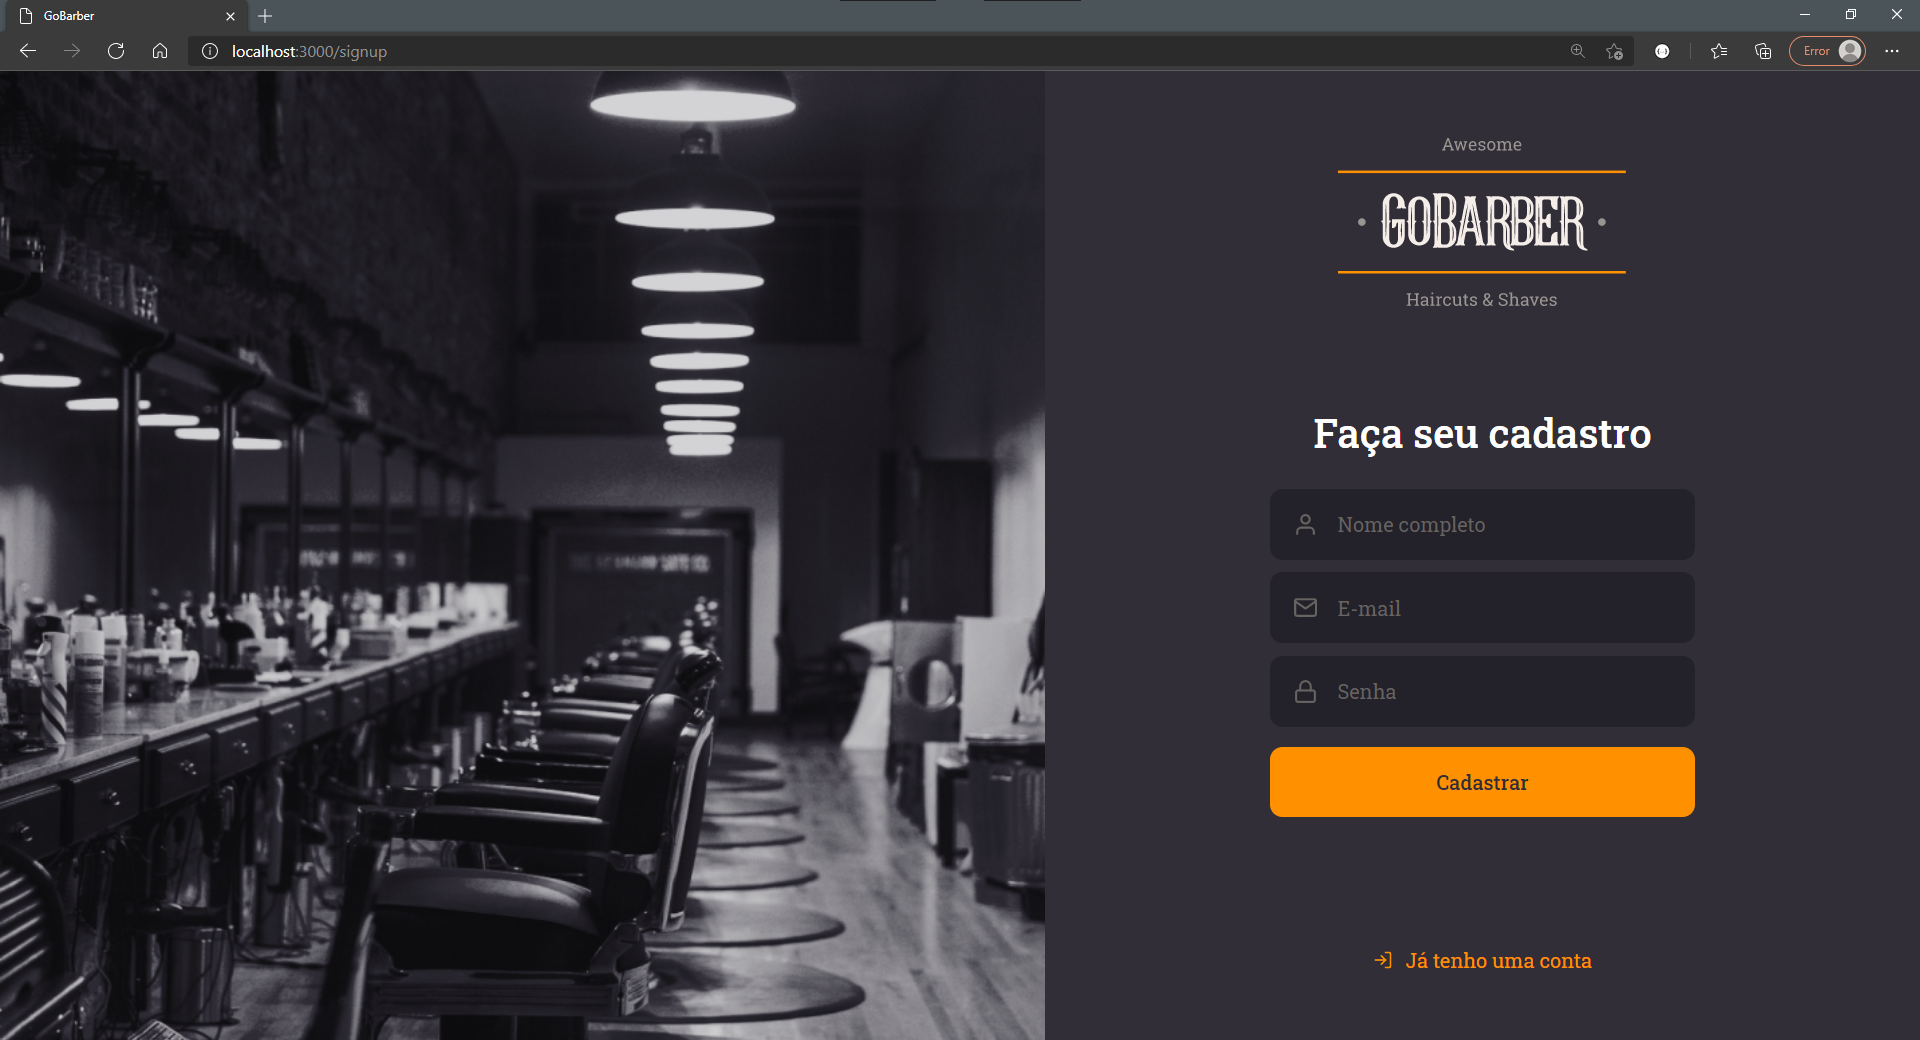 GoBarber
localhost:3000/signup
Error
Awesome
GOBARBER
Haircuts & Shaves
Faça seu cadastro
Nome completo
E-mail
Senha
Cadastrar
Já tenho uma conta